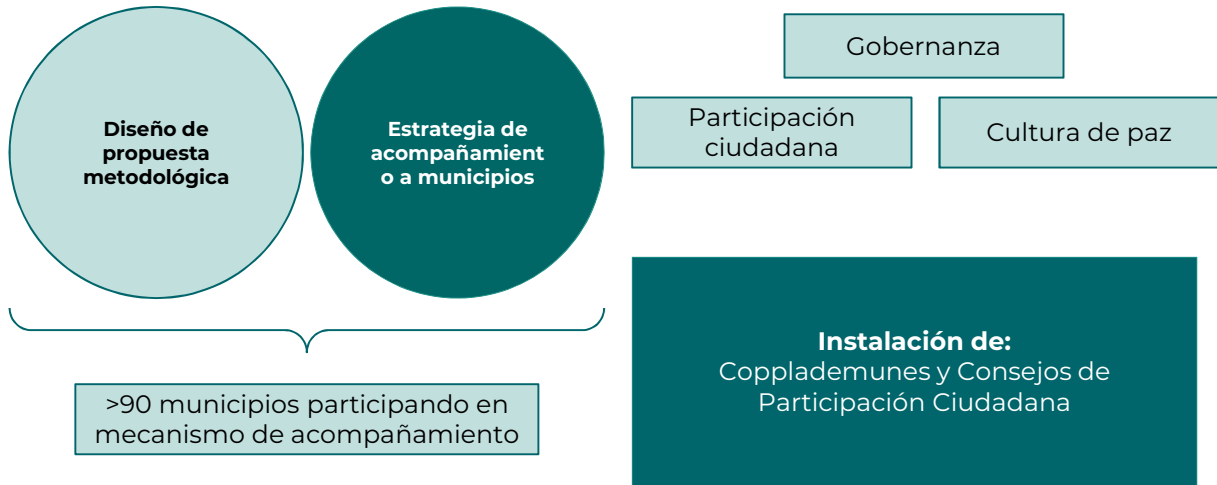 Diseño de
propuesta
metodológica
Estrategia de
acompañamient
o a municipios
>90 municipios participando en
mecanismo de acompañamiento
Gobernanza
Participación
ciudadana
Cultura de paz
Instalación de:
Copplademunes y Consejos de
Participación Ciudadana